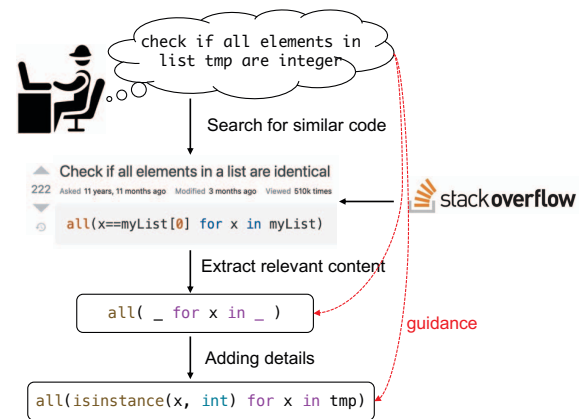 check if all elements in
list tmp are integer
Search for similar code
Check if all elements in a list are identical
222 Asked 11 years, 11 months ago Modified 3 months ago Viewed 510k times
all(x==myList[0] for x in myList)
stack overflow
Extract relevant content
all( _ for x in _ )
guidance
Adding details
all(isinstance(x, int) for x in tmp)